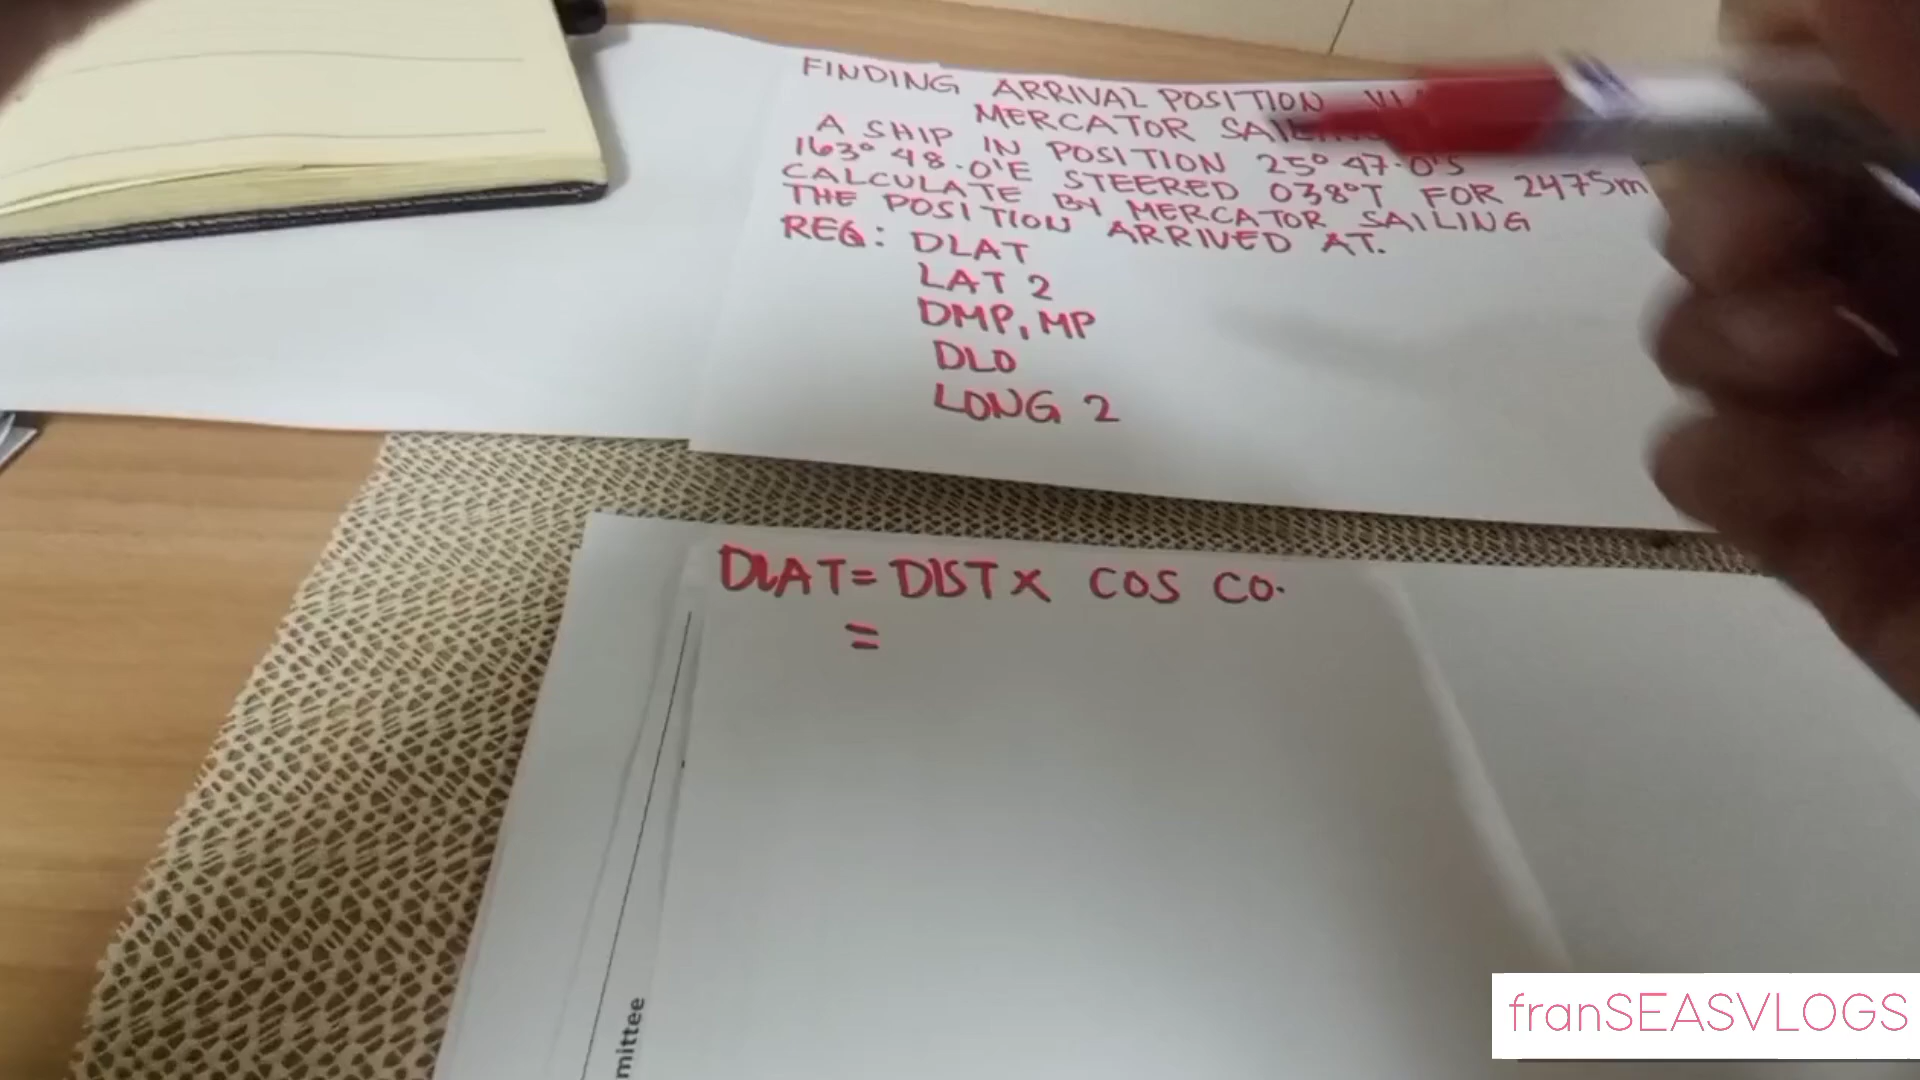 FINDING ARRIVAL POSITION
MERCATOR
A SHIP IN POSITION 25° 47.0'S
163° 48.0'E STEERED 038°T FOR 2475m
CALCULATE BY MERCATOR SAILING
THE POSITION ARRIVED AT.
REQ: DLAT
LAT 2
DMP, MP
DLO
LONG 2
DLAT = DIST X COS CO.
=
mittee
franSEASVLOGS